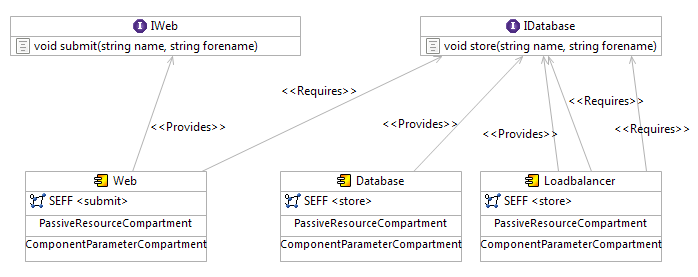 IWeb
void submit(string name, string forename)
IDatabase
void store(string name, string forename)
<<Requires>>
<<Requires>>
<<Provides>>
<<Provides>>
<<Provides>>
<<Requires>>
Web
SEFF <submit>
PassiveResourceCompartment
ComponentParameterCompartment
Database
SEFF <store>
PassiveResourceCompartment
ComponentParameterCompartment
Loadbalancer
SEFF <store>
PassiveResourceCompartment
ComponentParameterCompartment